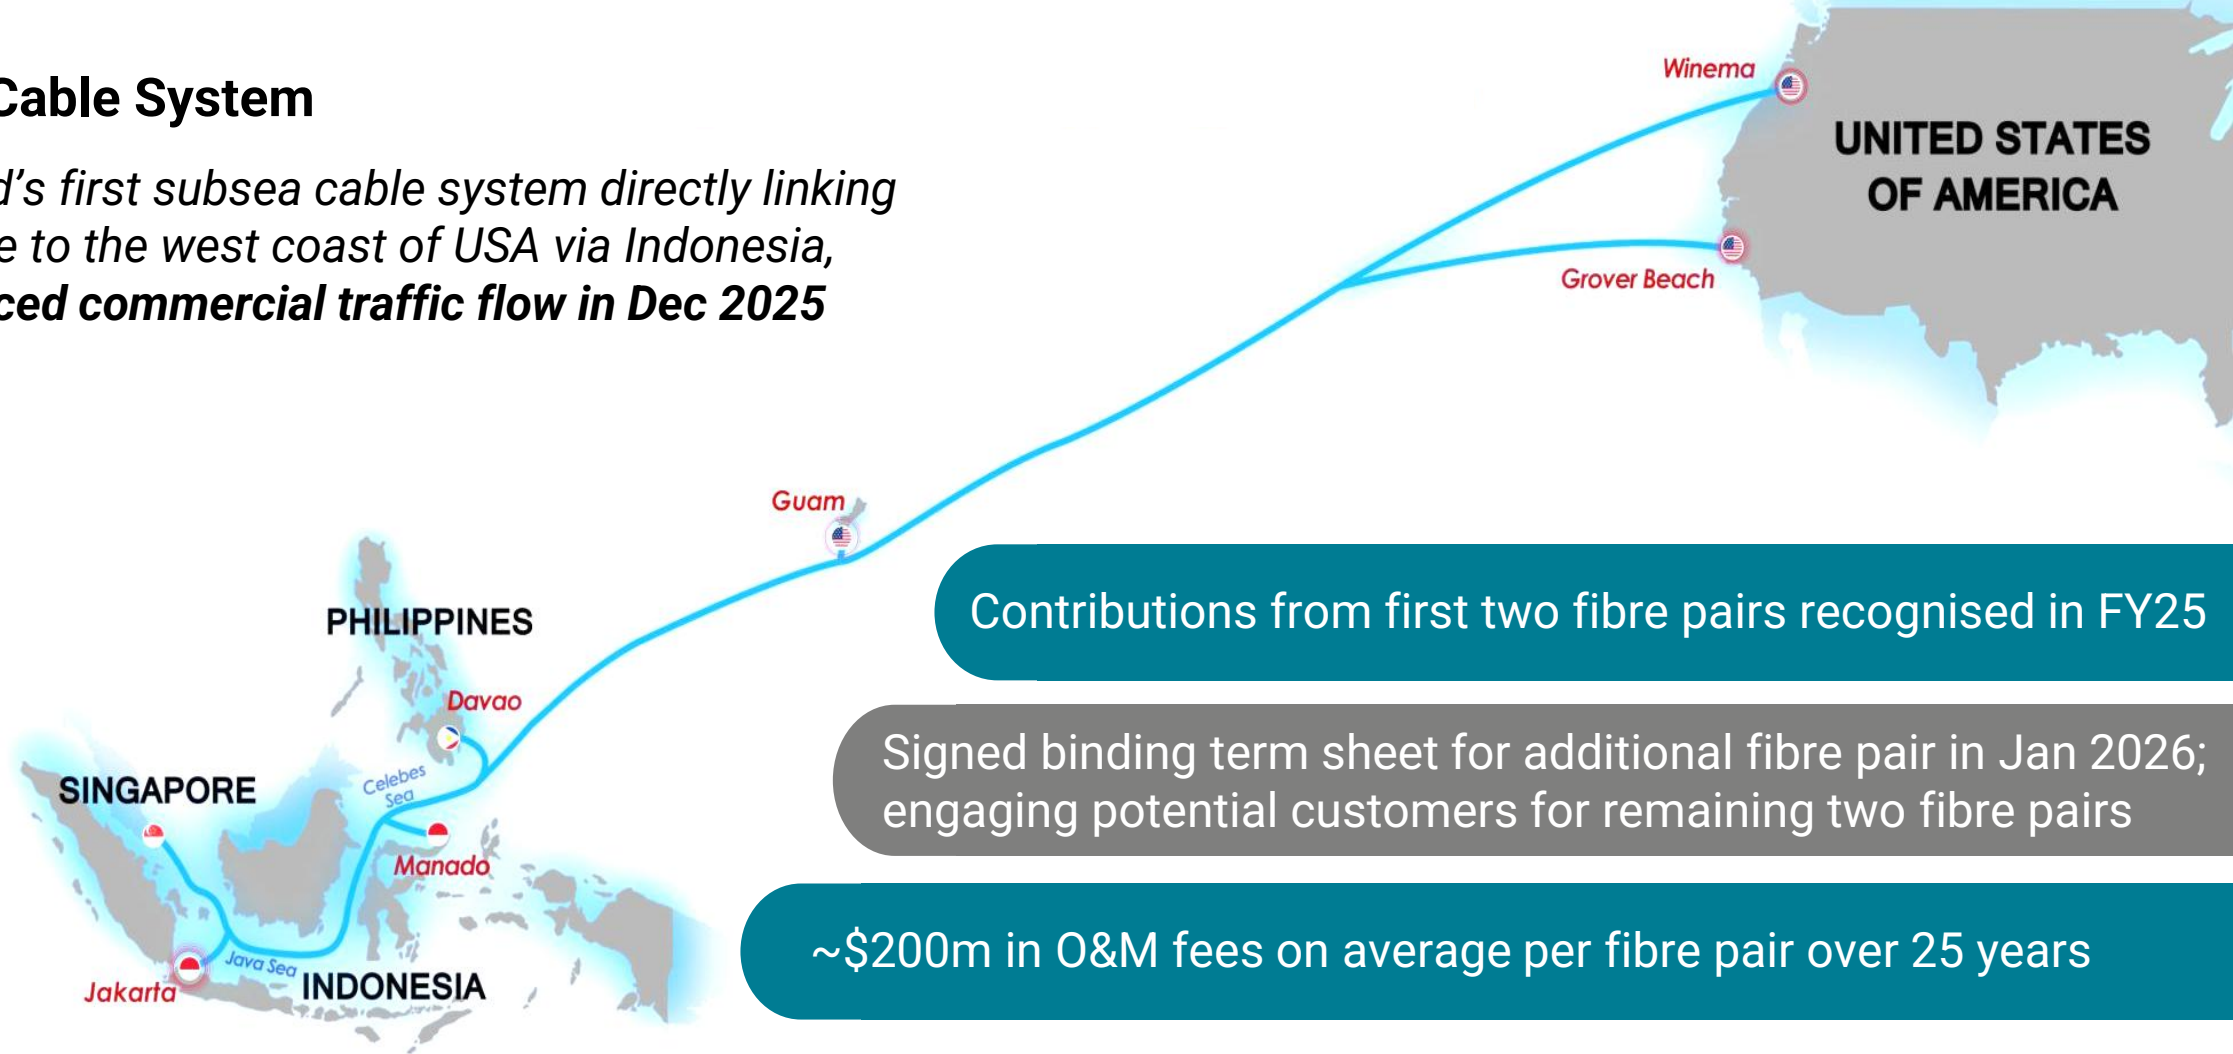 Cable System
d's first subsea cable system directly linking
e to the west coast of USA via Indonesia,
ced commercial traffic flow in Dec 2025
Winema
UNITED STATES
OF AMERICA
Grover Beach
Guam
PHILIPPINES
Davao
SINGAPORE
Celebes
Sea
Manado
Java Sea
Jakarta
INDONESIA
Contributions from first two fibre pairs recognised in FY25
Signed binding term sheet for additional fibre pair in Jan 2026;
engaging potential customers for remaining two fibre pairs
~$200m in O&M fees on average per fibre pair over 25 years